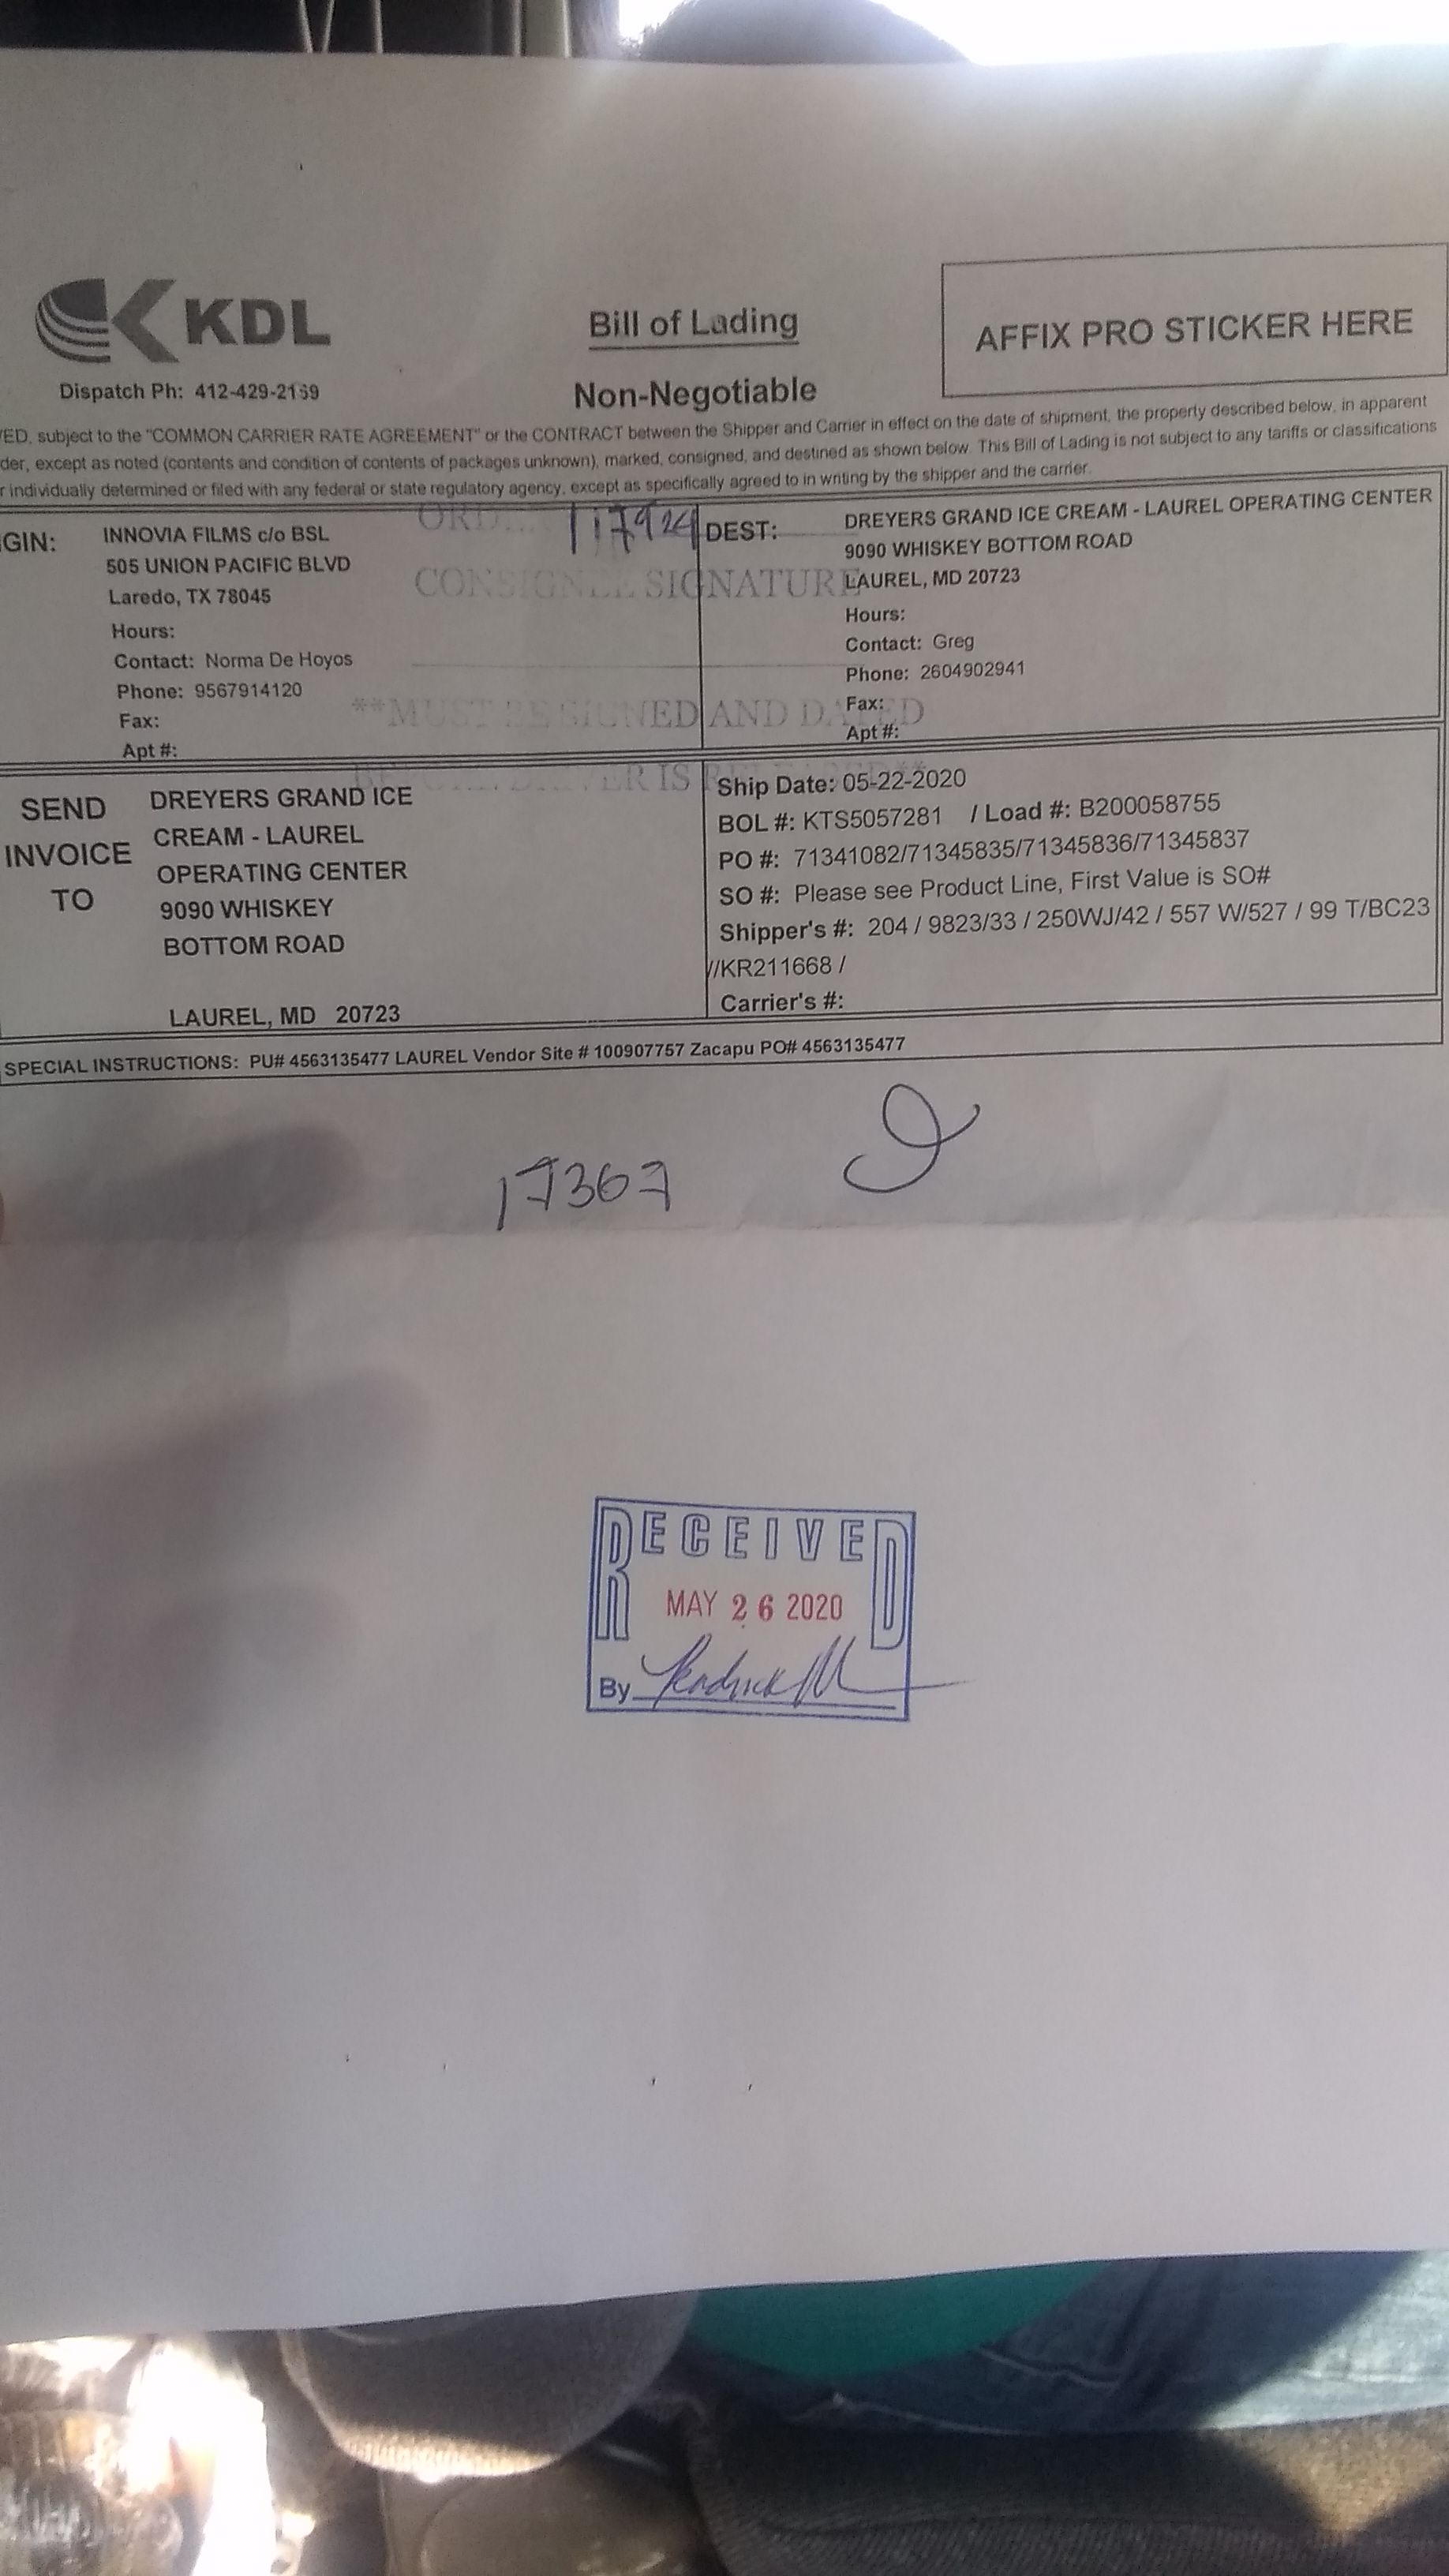 KDL
Dispatch Ph: 412-429-2169
Bill of Lading
Non-Negotiable
AFFIX PRO STICKER HERE
VED, subject to the "COMMON CARRIER RATE AGREEMENT" or the CONTRACT between the Shipper and Carrier in effect on the date of shipment, the property described below, in apparent
der, except as noted (contents and condition of contents of packages unknown), marked, consigned, and destined as shown below. This Bill of Lading is not subject to any tariffs or classifications
r individually determined or filed with any federal or state regulatory agency, except as specifically agreed to in writing by the shipper and the carrier.
GIN:
INNOVIA FILMS c/o BSL
505 UNION PACIFIC BLVD
Laredo, TX 78045
Hours:
Contact: Norma De Hoyos
Phone: 9567914120
Fax:
Apt #:
CONSIGNEE SIGNATURE
**MUST BE SIGNED AND DATED
DEST:
DREYERS GRAND ICE CREAM - LAUREL OPERATING CENTER
9090 WHISKEY BOTTOM ROAD
LAUREL, MD 20723
Hours:
Contact: Greg
Phone: 2604902941
Fax:
Apt #:
SEND
INVOICE
TO
DREYERS GRAND ICE
CREAM - LAUREL
OPERATING CENTER
9090 WHISKEY
BOTTOM ROAD
LAUREL, MD 20723
Ship Date: 05-22-2020
BOL #: KTS5057281 / Load #: B200058755
PO #: 71341082/71345835/71345836/71345837
SO #: Please see Product Line, First Value is SO#
Shipper's #: 204 / 9823/33 / 250WJ/42 / 557 W/527 / 99 T/BC23
//KR211668 /
Carrier's #:
SPECIAL INSTRUCTIONS: PU# 4563135477 LAUREL Vendor Site # 100907757 Zacapu PO# 4563135477
17367
RECEIVED
MAY 26 2020
By